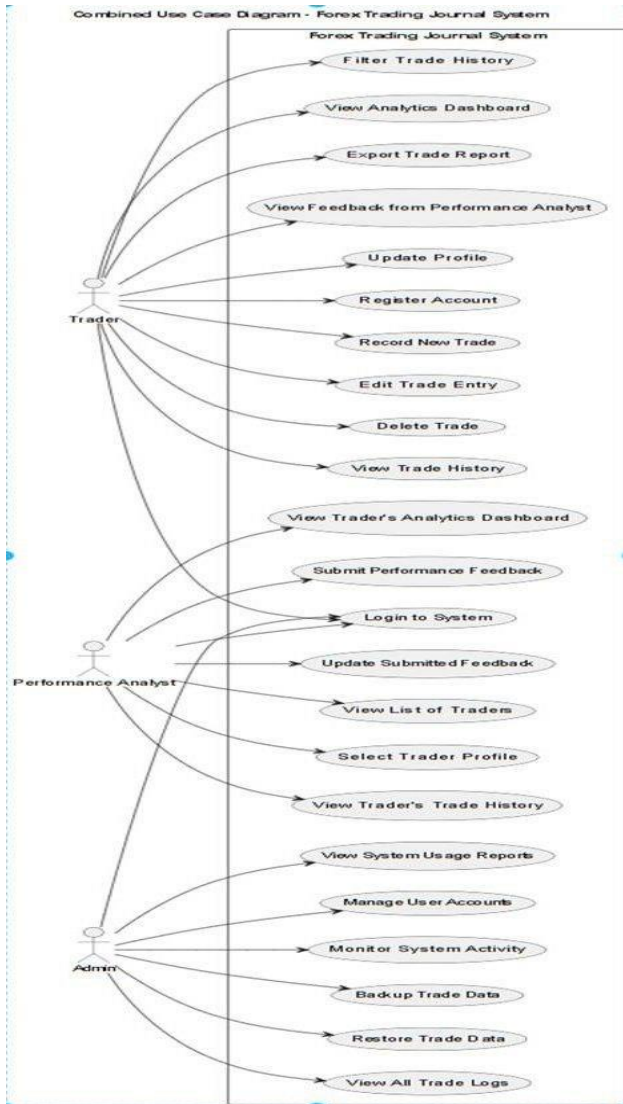 Combined Use Case Diagram - Forex Trading Journal System
Forex Trading Journal System
Filter Trade History
View Analytics Dashboard
Export Trade Report
View Feedback from Performance Analyst
Update Profile
Register Account
Trader
Record New Trade
Edit Trade Entry
Delete Trade
View Trade History
View Trader's Analytics Dashboard
Submit Performance Feedback
Login to System
Update Submitted Feedback
Performance Analyst
View List of Traders
Select Trader Profile
View Trader's Trade History
View System Usage Reports
Manage User Accounts
Monitor System Activity
Admin
Backup Trade Data
Restore Trade Data
View All Trade Logs